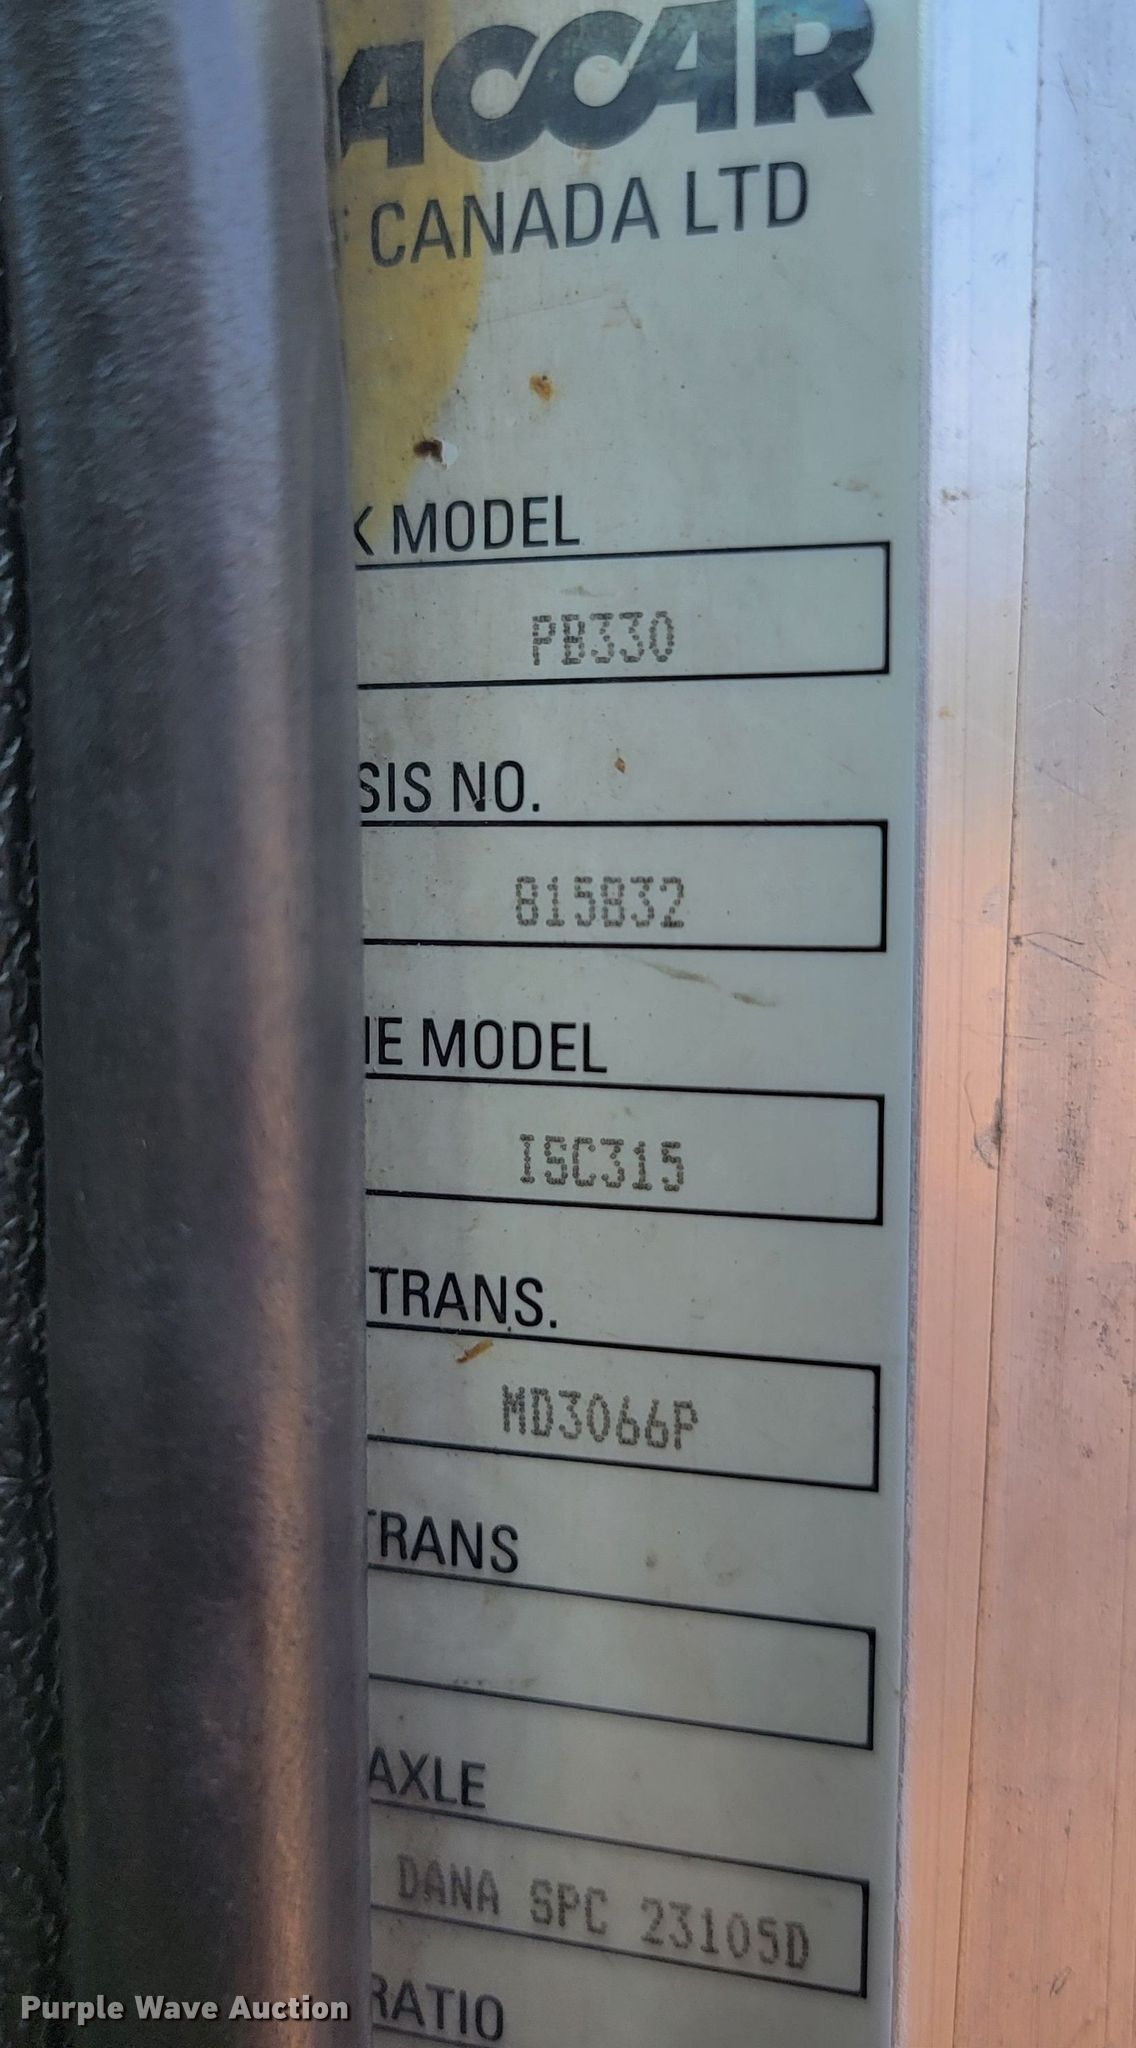 ACCAR
F CANADA LTD
K MODEL
PB330
SIS NO.
815832
NE MODEL
ISC315
TRANS.
MD3066P
TRANS
AXLE
DANA SPC 23105D
RATIO
Purple Wave Auction